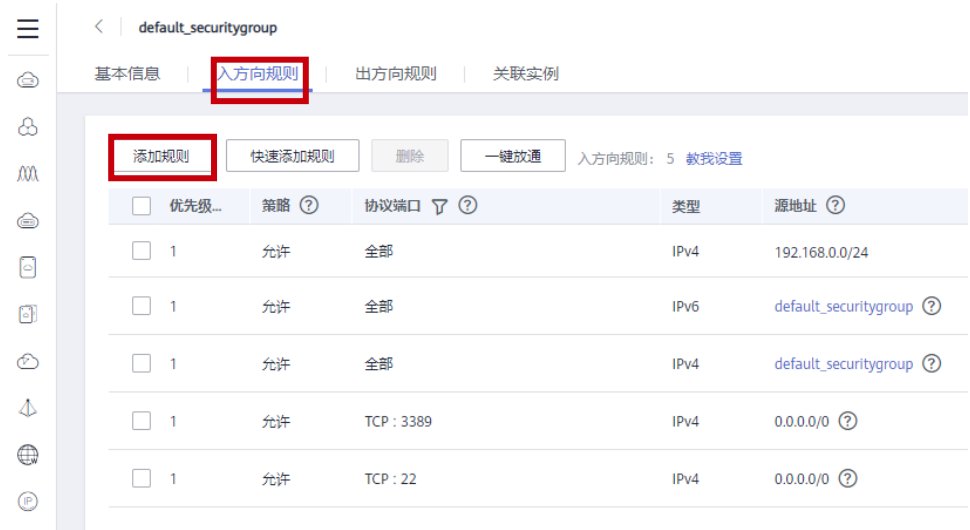 default_securitygroup
基本信息 入方向规则 出方向规则 关联实例
添加规则 快速添加规则 删除 一键放通 入方向规则： 5 教我设置
优先级... 策略 协议端口 类型 源地址
1 允许 全部 IPv4 192.168.0.0/24
1 允许 全部 IPv6 default_securitygroup
1 允许 全部 IPv4 default_securitygroup
1 允许 TCP : 3389 IPv4 0.0.0.0/0
1 允许 TCP : 22 IPv4 0.0.0.0/0